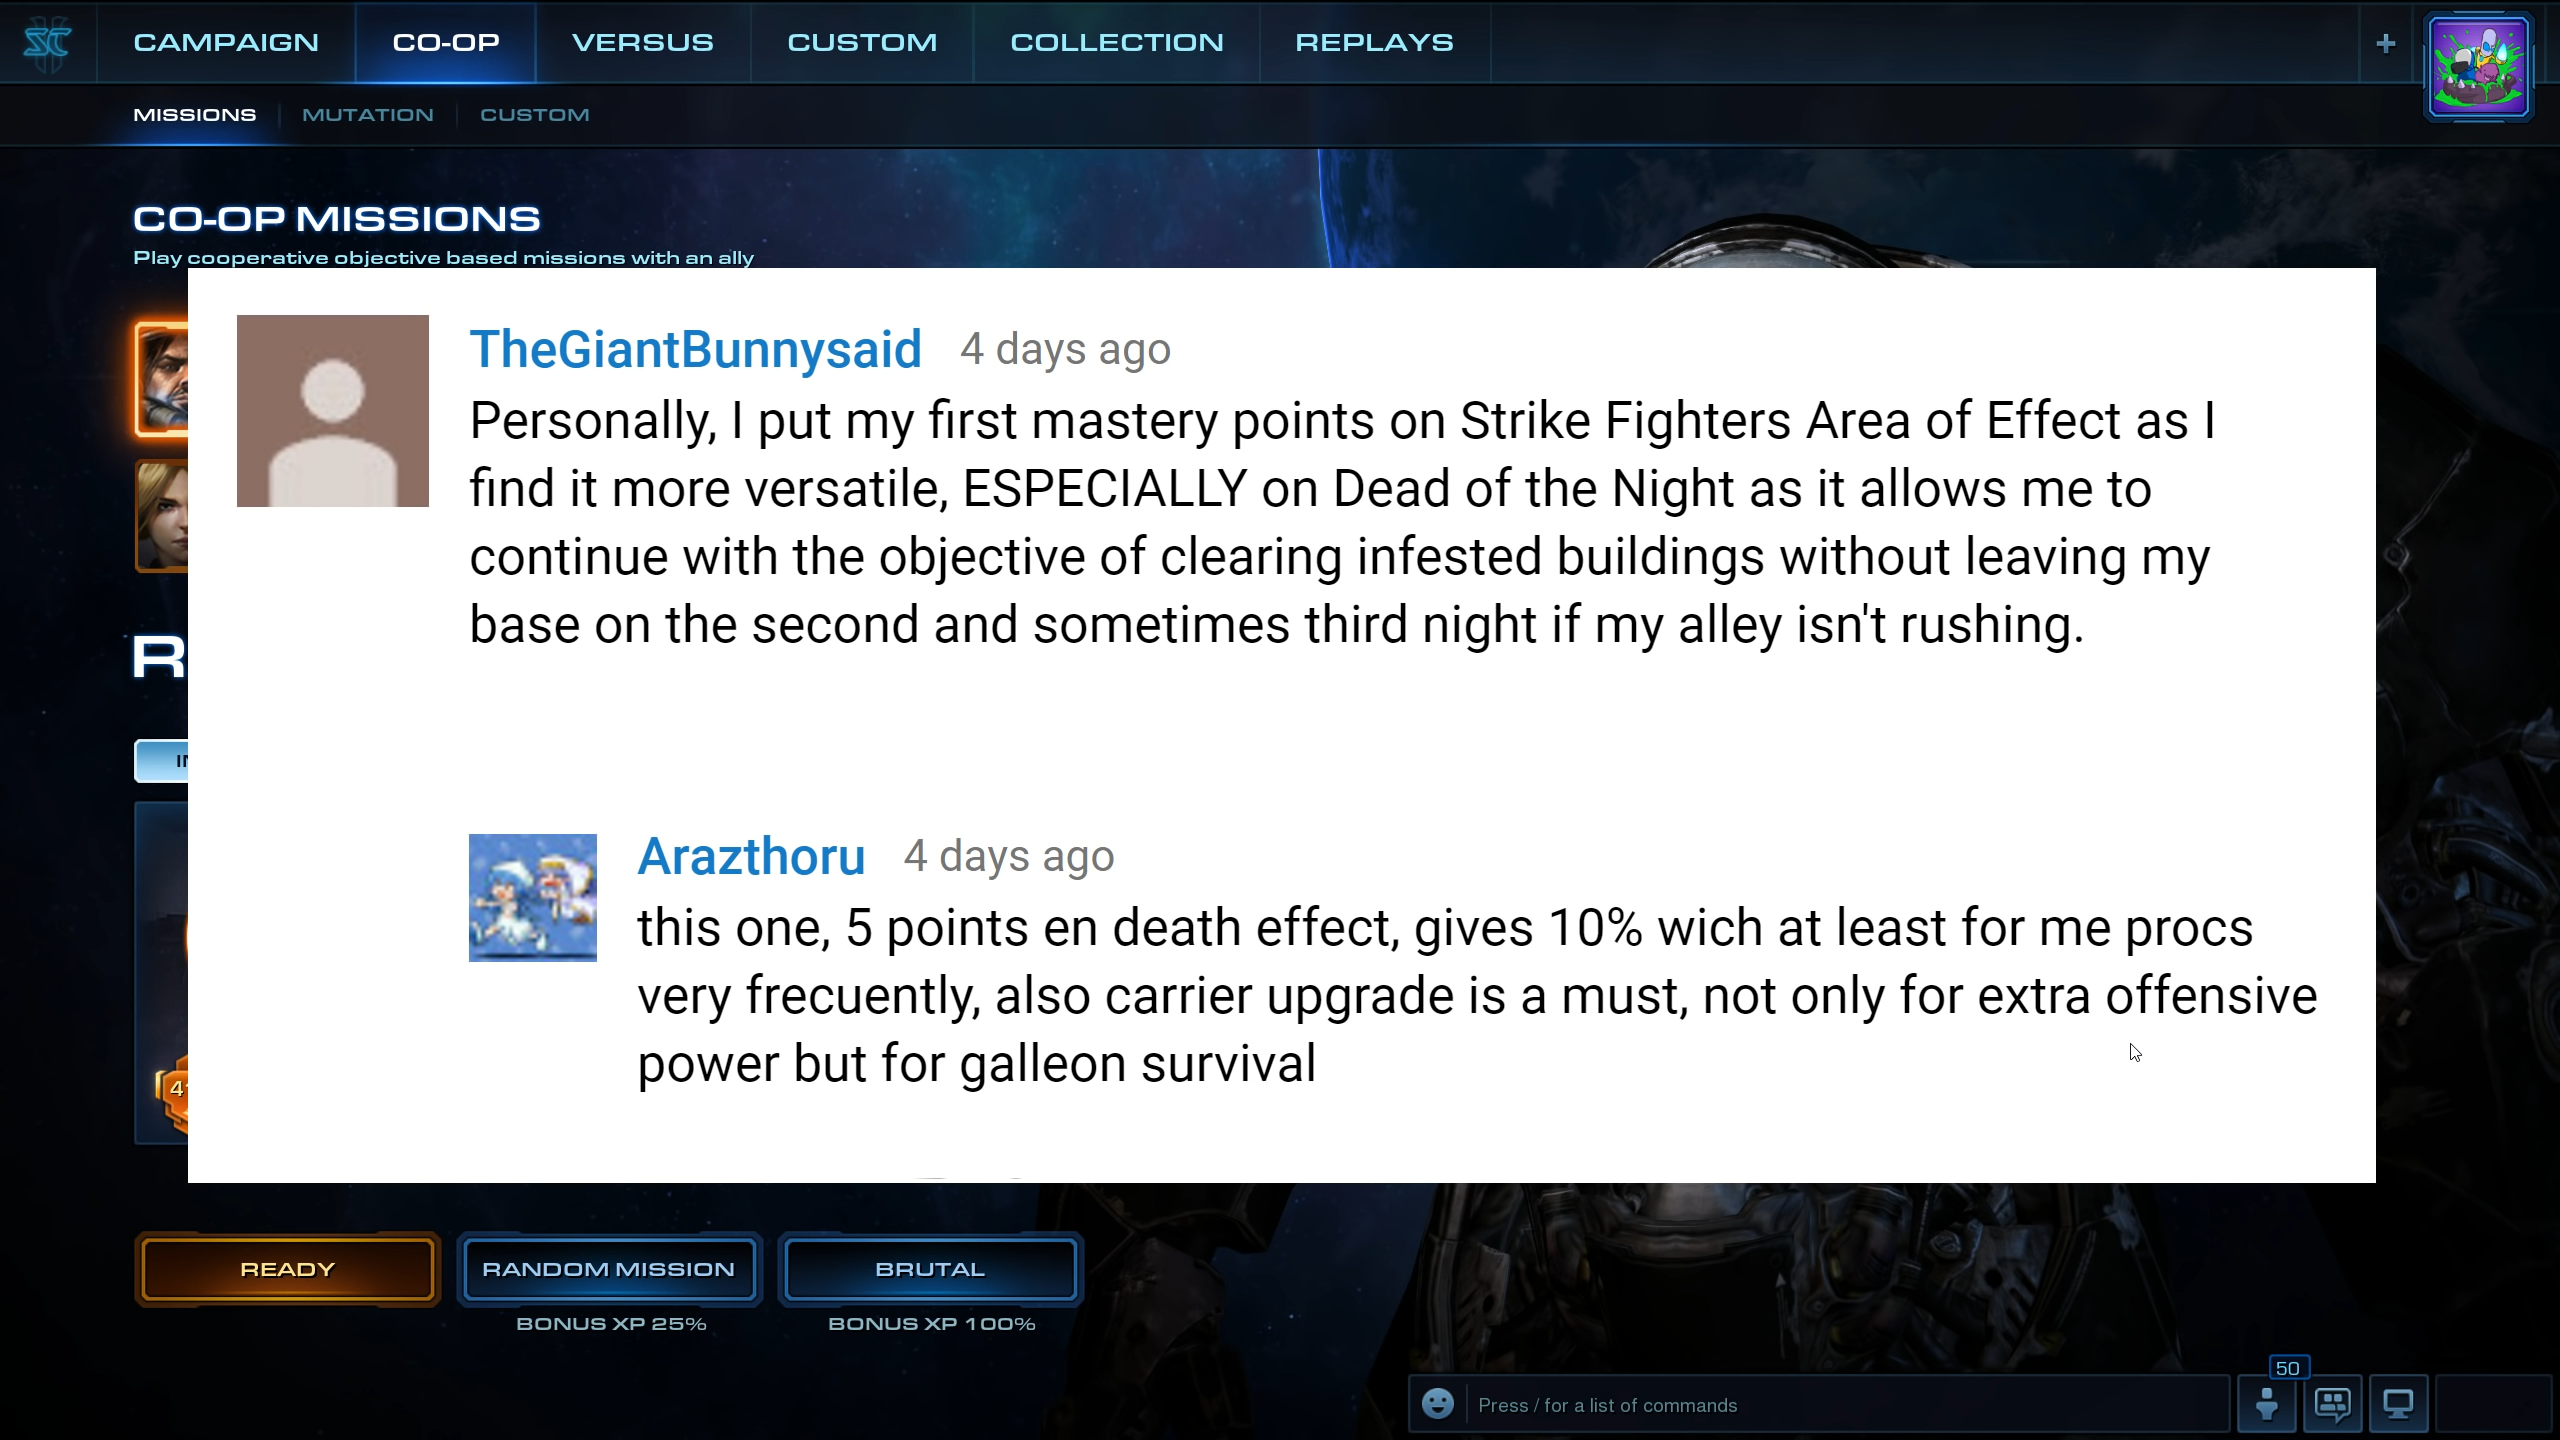 CAMPAIGN CO-OP VERSUS CUSTOM COLLECTION REPLAYS
MISSIONS MUTATION CUSTOM
CO-OP MISSIONS
Play cooperative objective based missions with an ally
TheGiantBunnysaid 4 days ago
Personally, I put my first mastery points on Strike Fighters Area of Effect as I
find it more versatile, ESPECIALLY on Dead of the Night as it allows me to
continue with the objective of clearing infested buildings without leaving my
base on the second and sometimes third night if my alley isn't rushing.
Arazthoru 4 days ago
this one, 5 points en death effect, gives 10% wich at least for me procs
very frecuently, also carrier upgrade is a must, not only for extra offensive
power but for galleon survival
READY RANDOM MISSION BRUTAL
BONUS XP 25% BONUS XP 100%
50
Press / for a list of commands